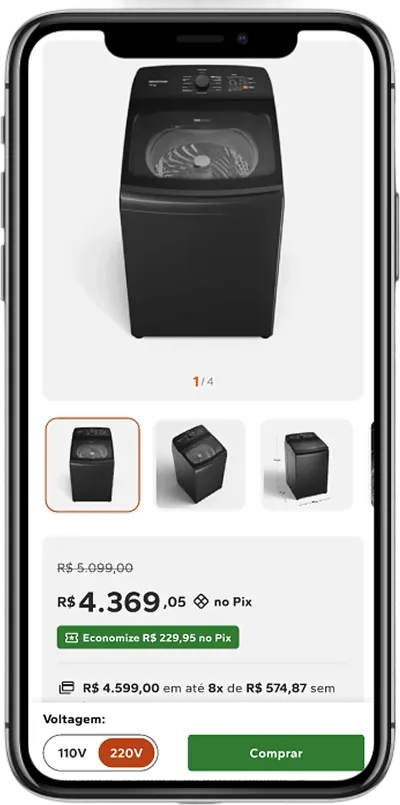 1/4
R$ 5.099,00
R$ 4.369,05 no Pix
Economize R$ 229,95 no Pix
R$ 4.599,00 em até 8x de R$ 574,87 sem
Voltagem:
110V 220V Comprar